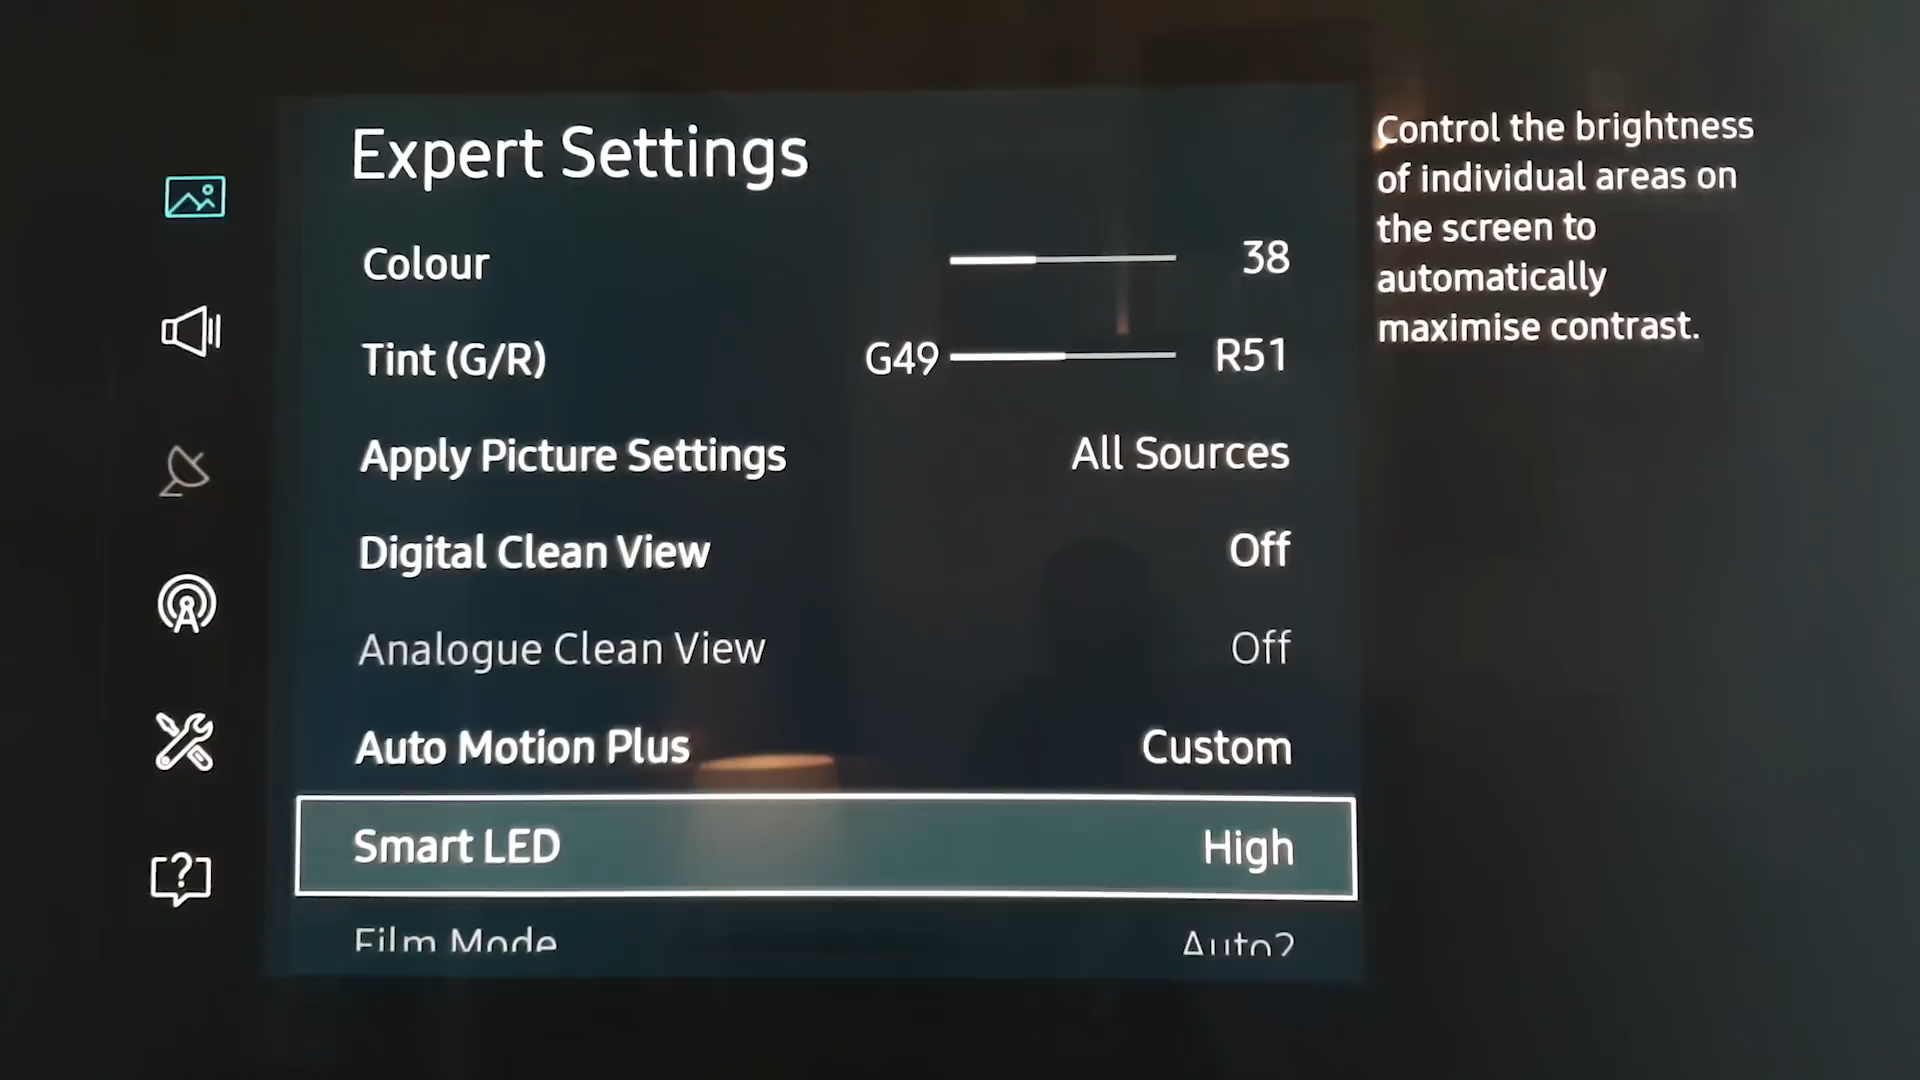 Expert Settings
Colour 38
Tint (G/R) G49 R51
Apply Picture Settings All Sources
Digital Clean View Off
Analogue Clean View Off
Auto Motion Plus Custom
Smart LED High
Film Mode Auto2
Control the brightness
of individual areas on
the screen to
automatically
maximise contrast.